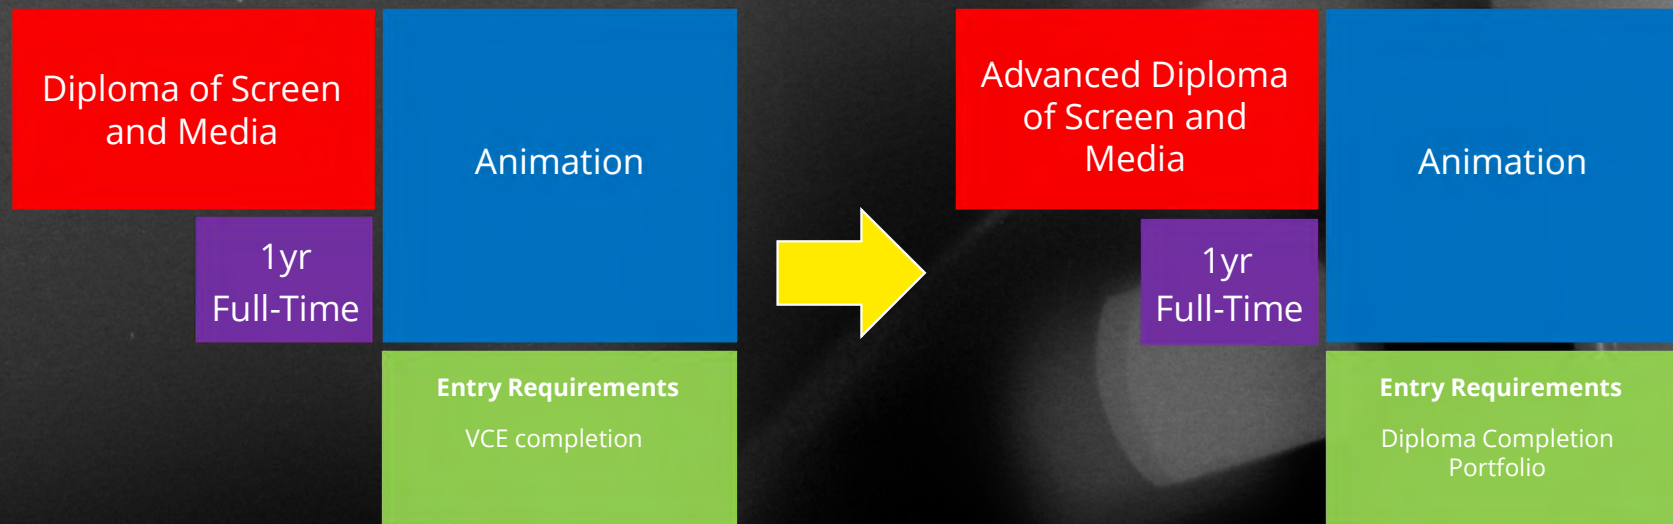 Diploma of Screen
and Media
Animation
1yr
Full-Time
Entry Requirements
VCE completion
Advanced Diploma
of Screen and
Media
Animation
1yr
Full-Time
Entry Requirements
Diploma Completion
Portfolio